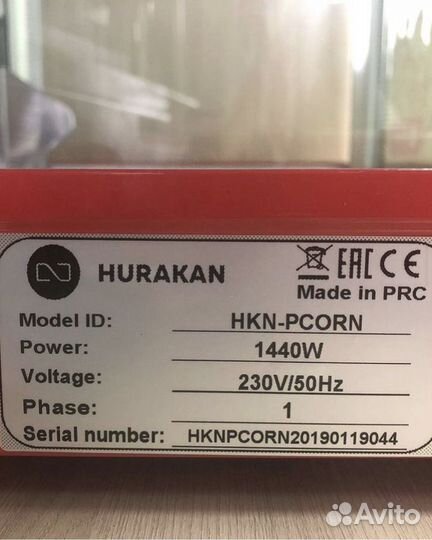 HURAKAN
EAC CE
Made in PRC
Model ID: HKN-PCORN
Power: 1440W
Voltage: 230V/50Hz
Phase: 1
Serial number: HKNPCORN20190119044
Avito